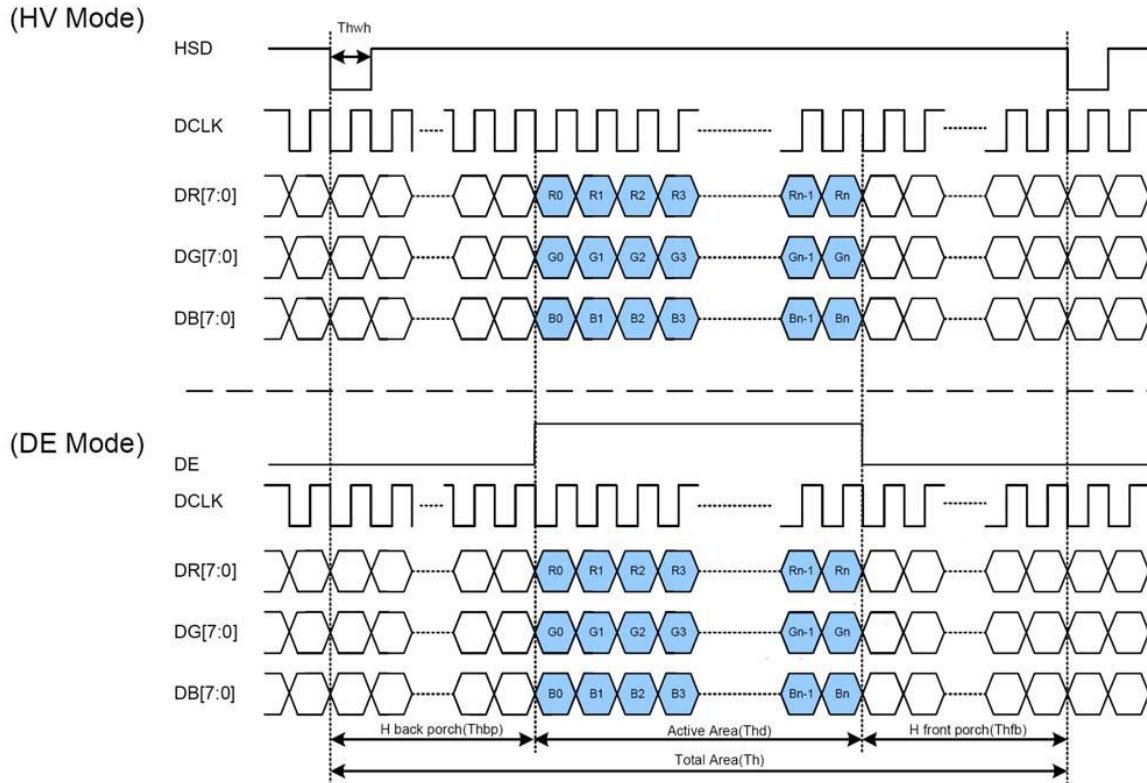 (HV Mode)
Thwh
HSD
DCLK
DR[7:0] R0 R1 R2 R3 Rn-1 Rn
DG[7:0] G0 G1 G2 G3 Gn-1 Gn
DB[7:0] B0 B1 B2 B3 Bn-1 Bn
(DE Mode)
DE
DCLK
DR[7:0] R0 R1 R2 R3 Rn-1 Rn
DG[7:0] G0 G1 G2 G3 Gn-1 Gn
DB[7:0] B0 B1 B2 B3 Bn-1 Bn
H back porch(Thbp) Active Area(Thd) H front porch(Thfb)
Total Area(Th)